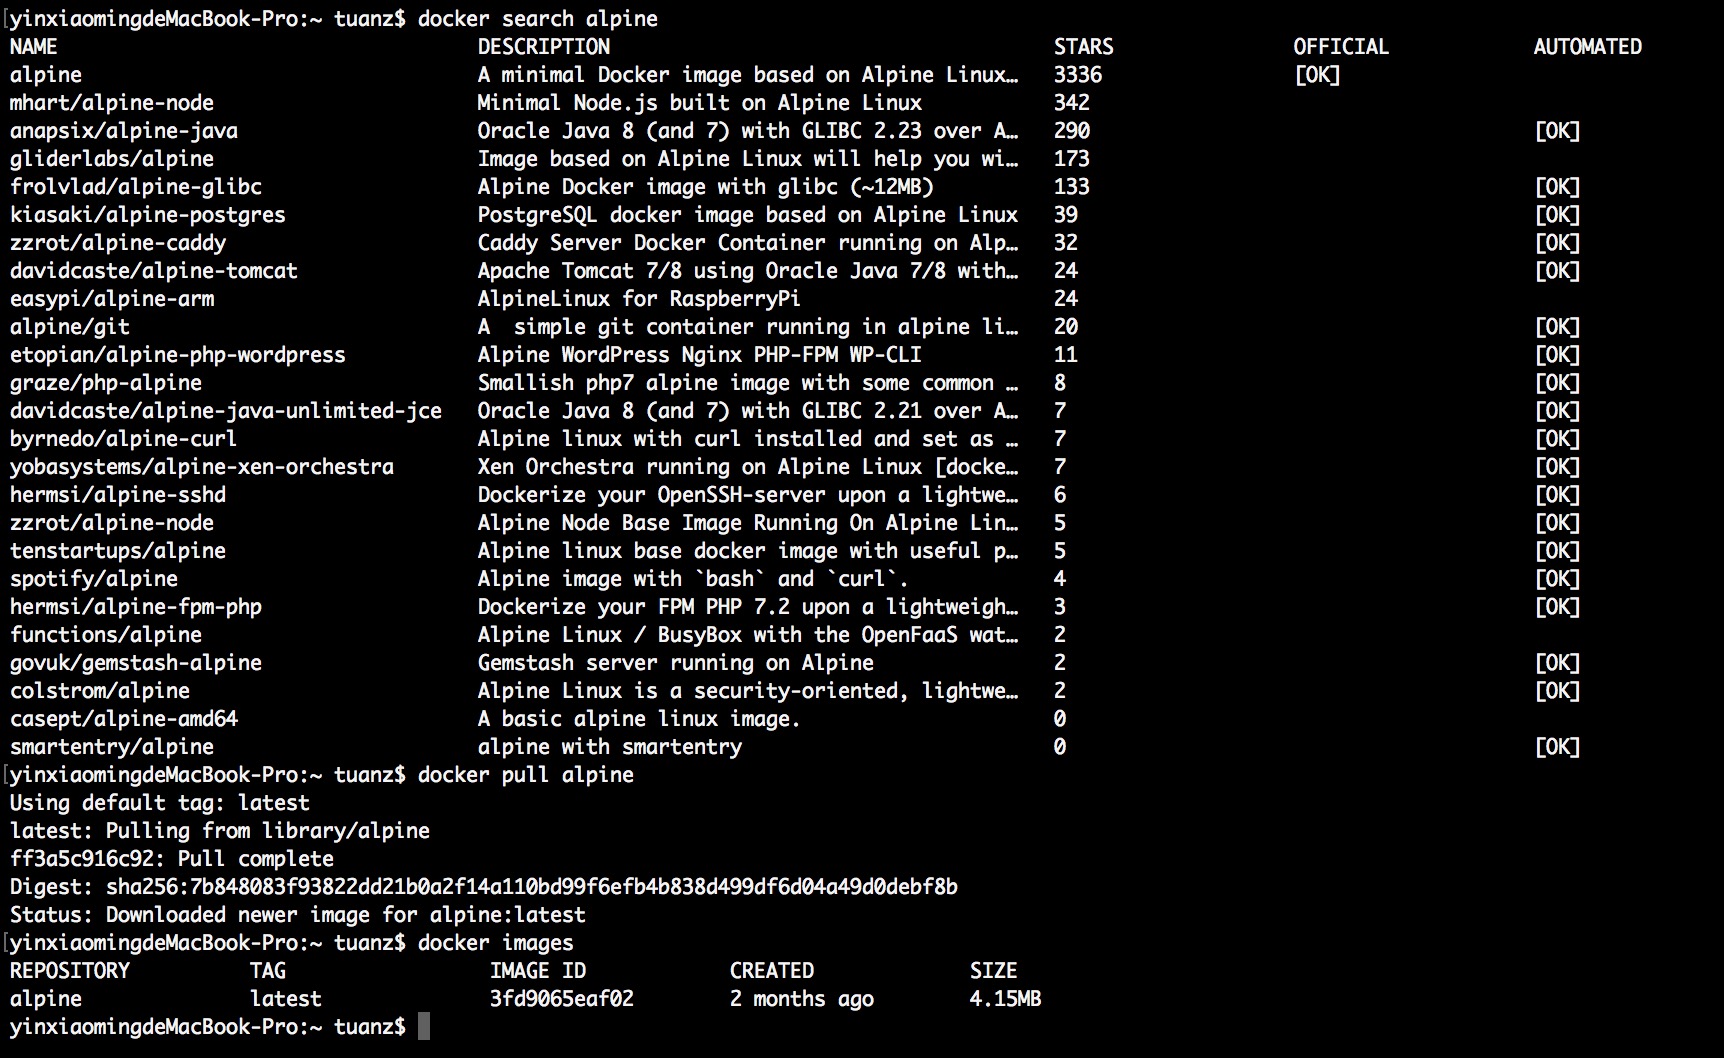 yinxiaomingdeMacBook-Pro:~ tuanz$ docker search alpine
NAME DESCRIPTION STARS OFFICIAL AUTOMATED
alpine A minimal Docker image based on Alpine Linux… 3336 [OK]
mhart/alpine-node Minimal Node.js built on Alpine Linux 342
anapsix/alpine-java Oracle Java 8 (and 7) with GLIBC 2.23 over A… 290 [OK]
gliderlabs/alpine Image based on Alpine Linux will help you wi… 173
frolvlad/alpine-glibc Alpine Docker image with glibc (~12MB) 133 [OK]
kiasaki/alpine-postgres PostgreSQL docker image based on Alpine Linux 39 [OK]
zzrot/alpine-caddy Caddy Server Docker Container running on Alp… 32 [OK]
davidcaste/alpine-tomcat Apache Tomcat 7/8 using Oracle Java 7/8 with… 24 [OK]
easypi/alpine-arm AlpineLinux for RaspberryPi 24
alpine/git A  simple git container running in alpine li… 20 [OK]
etopian/alpine-php-wordpress Alpine WordPress Nginx PHP-FPM WP-CLI 11 [OK]
graze/php-alpine Smallish php7 alpine image with some common … 8 [OK]
davidcaste/alpine-java-unlimited-jce Oracle Java 8 (and 7) with GLIBC 2.21 over A… 7 [OK]
byrnedo/alpine-curl Alpine linux with curl installed and set as … 7 [OK]
yobasystems/alpine-xen-orchestra Xen Orchestra running on Alpine Linux [docke… 7 [OK]
hermsi/alpine-sshd Dockerize your OpenSSH-server upon a lightwe… 6 [OK]
zzrot/alpine-node Alpine Node Base Image Running On Alpine Lin… 5 [OK]
tenstartups/alpine Alpine linux base docker image with useful p… 5 [OK]
spotify/alpine Alpine image with `bash` and `curl`. 4 [OK]
hermsi/alpine-fpm-php Dockerize your FPM PHP 7.2 upon a lightweigh… 3 [OK]
functions/alpine Alpine Linux / BusyBox with the OpenFaaS wat… 2
govuk/gemstash-alpine Gemstash server running on Alpine 2 [OK]
colstrom/alpine Alpine Linux is a security-oriented, lightwe… 2 [OK]
casept/alpine-amd64 A basic alpine linux image. 0
smartentry/alpine alpine with smartentry 0 [OK]
yinxiaomingdeMacBook-Pro:~ tuanz$ docker pull alpine
Using default tag: latest
latest: Pulling from library/alpine
ff3a5c916c92: Pull complete
Digest: sha256:7b848083f93822dd21b0a2f14a110bd99f6efb4b838d499df6d04a49d0debf8b
Status: Downloaded newer image for alpine:latest
yinxiaomingdeMacBook-Pro:~ tuanz$ docker images
REPOSITORY TAG IMAGE ID CREATED SIZE
alpine latest 3fd9065eaf02 2 months ago 4.15MB
yinxiaomingdeMacBook-Pro:~ tuanz$